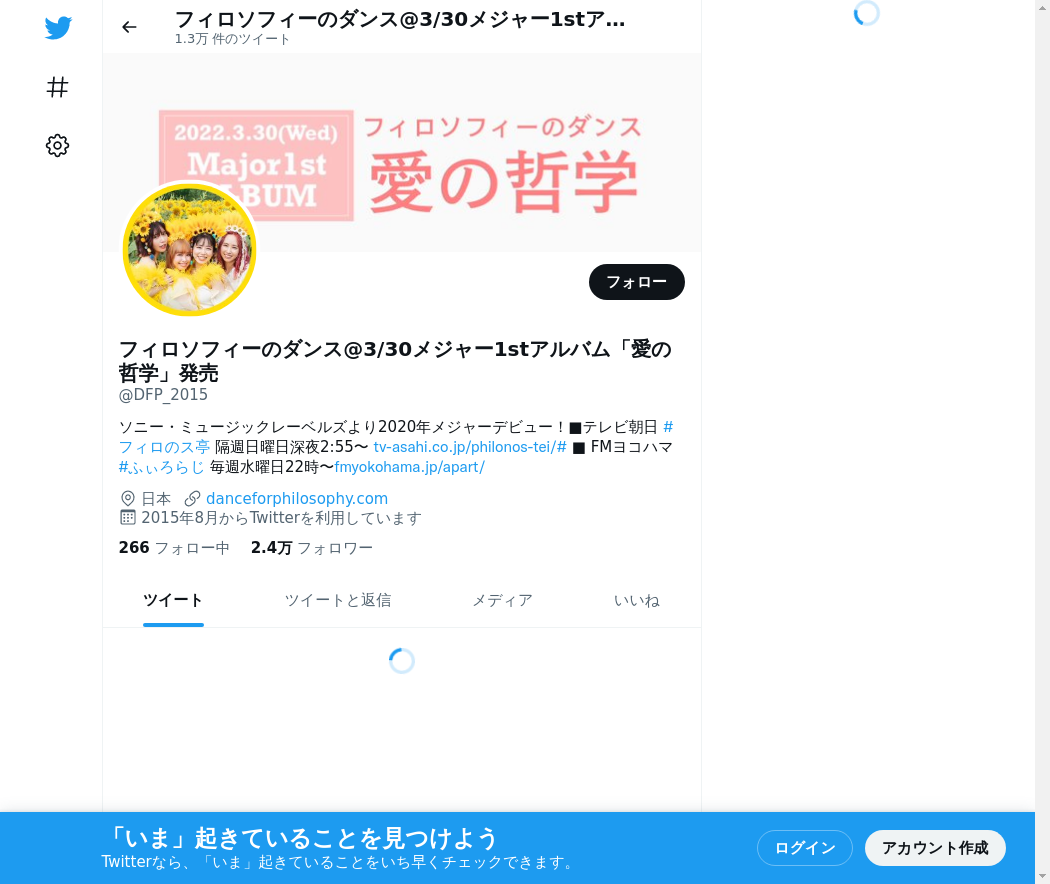 フィロソフィーのダンス@3/30メジャー1stア...
1.3万 件のツイート
2022.3.30(Wed)
Major1st
フィロソフィーのダンス
愛の哲学
フォロー
フィロソフィーのダンス@3/30メジャー1stアルバム「愛の
哲学」発売
@DFP_2015
ソニー・ミュージックレーベルズより2020年メジャーデビュー！■テレビ朝日 #
フィロのス亭 隔週日曜日深夜2:55〜 tv-asahi.co.jp/philonos-tei/# ■ FMヨコハマ
#ふぃろらじ 毎週水曜日22時〜fmyokohama.jp/apart/
日本 danceforphilosophy.com
2015年8月からTwitterを利用しています
266 フォロー中 2.4万 フォロワー
ツイート ツイートと返信 メディア いいね
「いま」起きていることを見つけよう
Twitterなら、「いま」起きていることをいち早くチェックできます。
ログイン アカウント作成